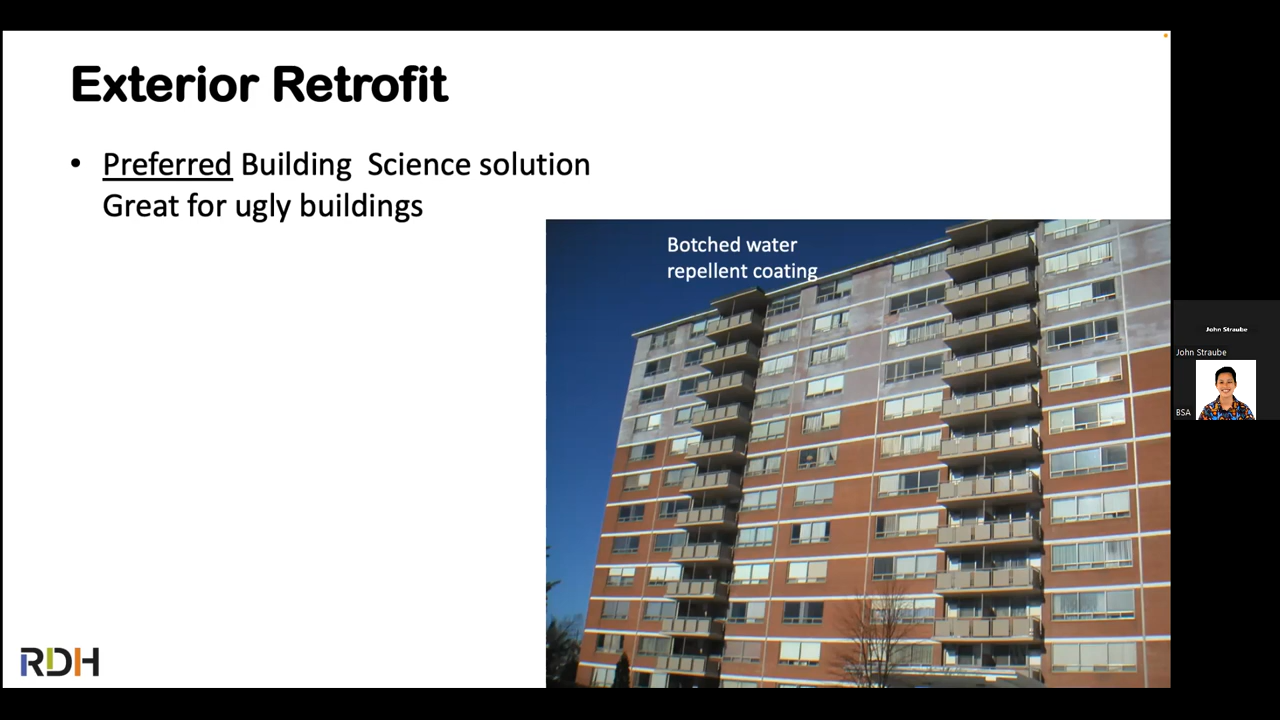 Exterior Retrofit
• Preferred Building  Science solution
Great for ugly buildings
Botched water
repellent coating
RDH
John Straube
John Straube
BSA